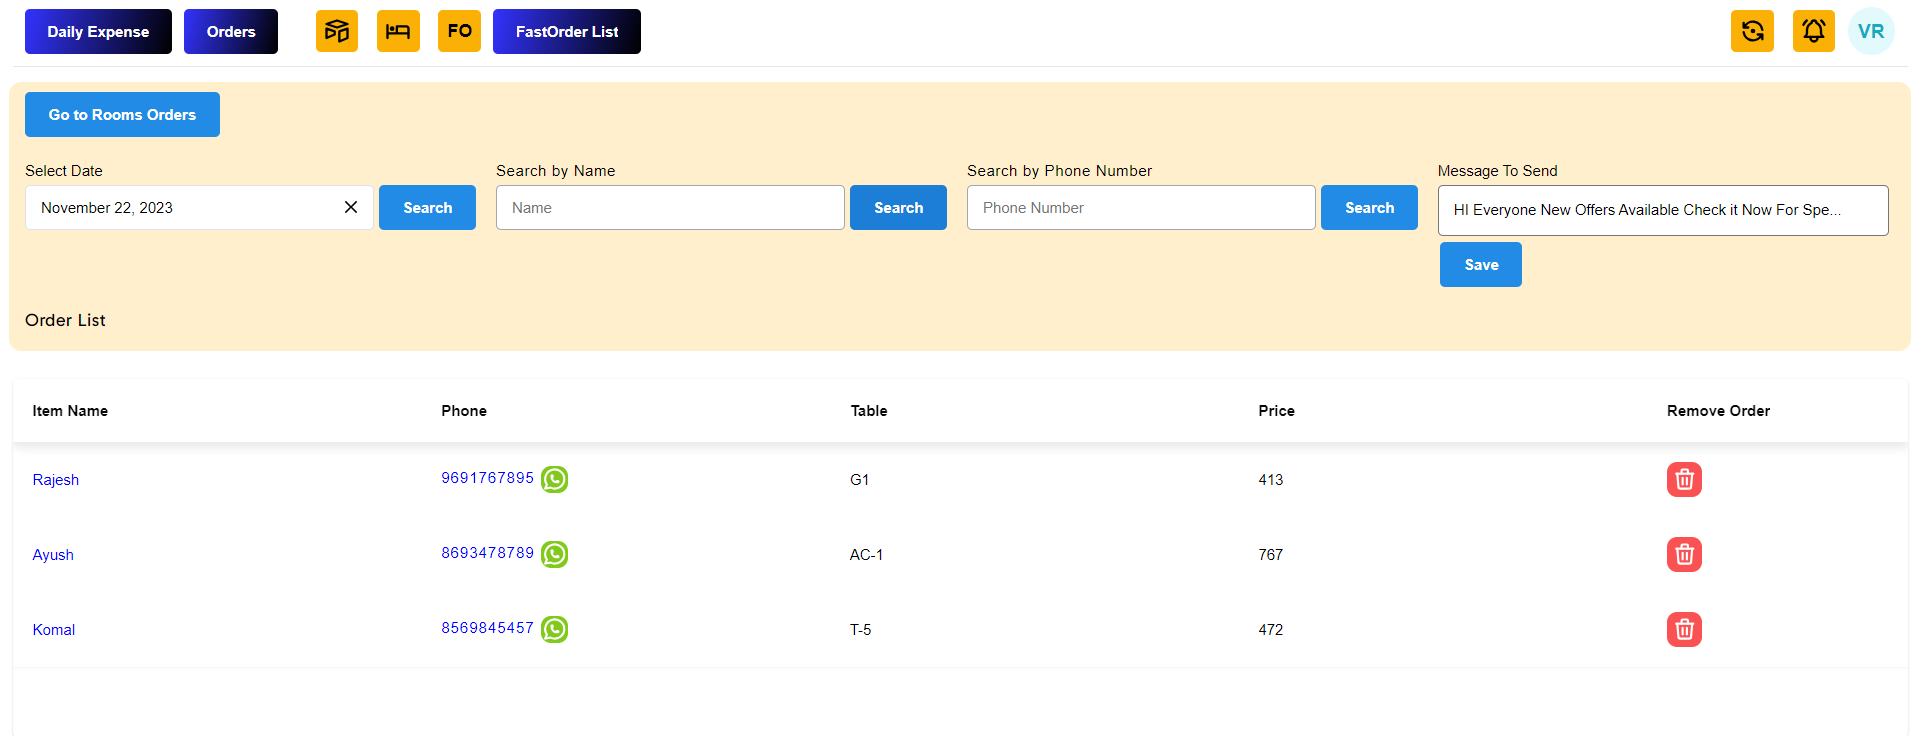 Daily Expense Orders FO FastOrder List VR
Go to Rooms Orders
Select Date Search by Name Search by Phone Number Message To Send
November 22, 2023 Search Name Search Phone Number Search HI Everyone New Offers Available Check it Now For Spe...
Save
Order List
Item Name Phone Table Price Remove Order
Rajesh 9691767895 G1 413
Ayush 8693478789 AC-1 767
Komal 8569845457 T-5 472